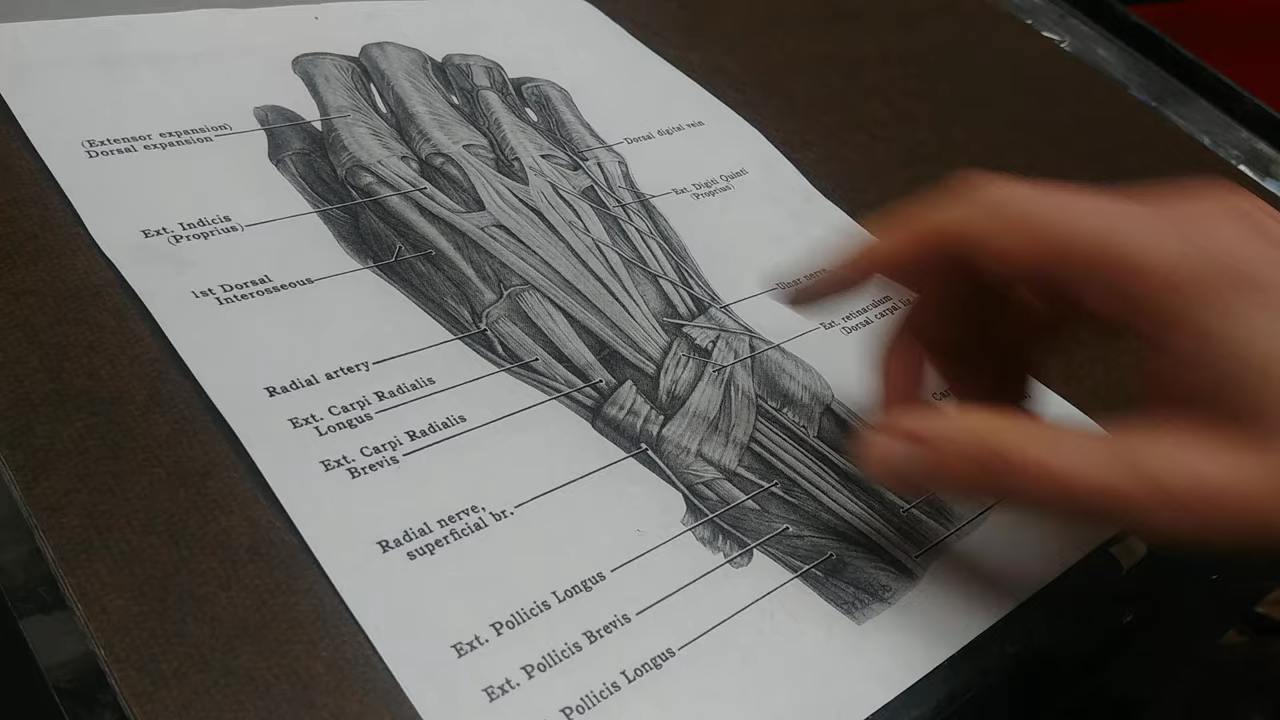 (Extensor expansion)
Dorsal expansion
Ext. Indicis
(Proprius)
1st Dorsal
Interosseous
Radial artery
Ext. Carpi Radialis
Longus
Ext. Carpi Radialis
Brevis
Radial nerve,
superficial br.
Ext. Pollicis Longus
Ext. Pollicis Brevis
Pollicis Longus
Dorsal digital vein
Ext. Digiti Quinti
(Proprius)
Ulnar nerve
Ext. retinaculum
(Dorsal carpal